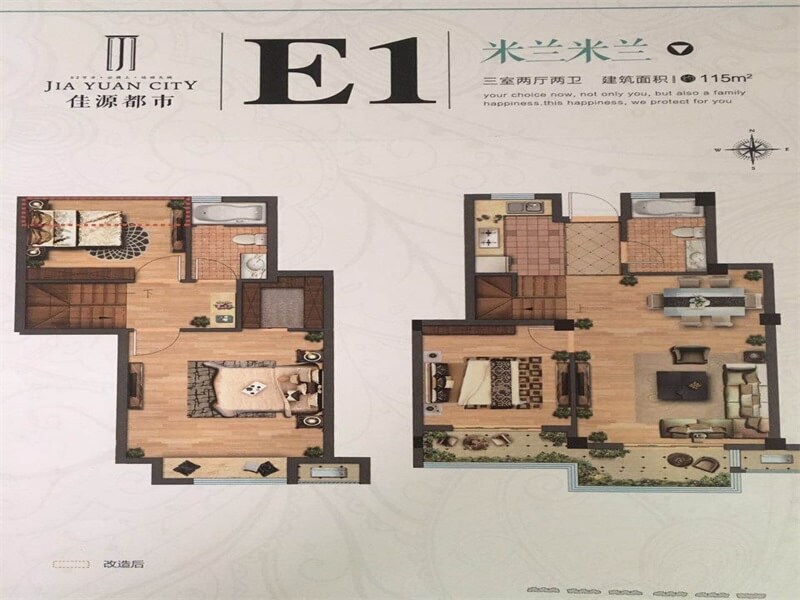 JIA YUAN CITY
佳源都市
E1
米兰米兰
三室两厅两卫 建筑面积 约115m²
your choice now, not only you, but also a family
happiness.this happiness, we protect for you
N
W E
S
下
改造后